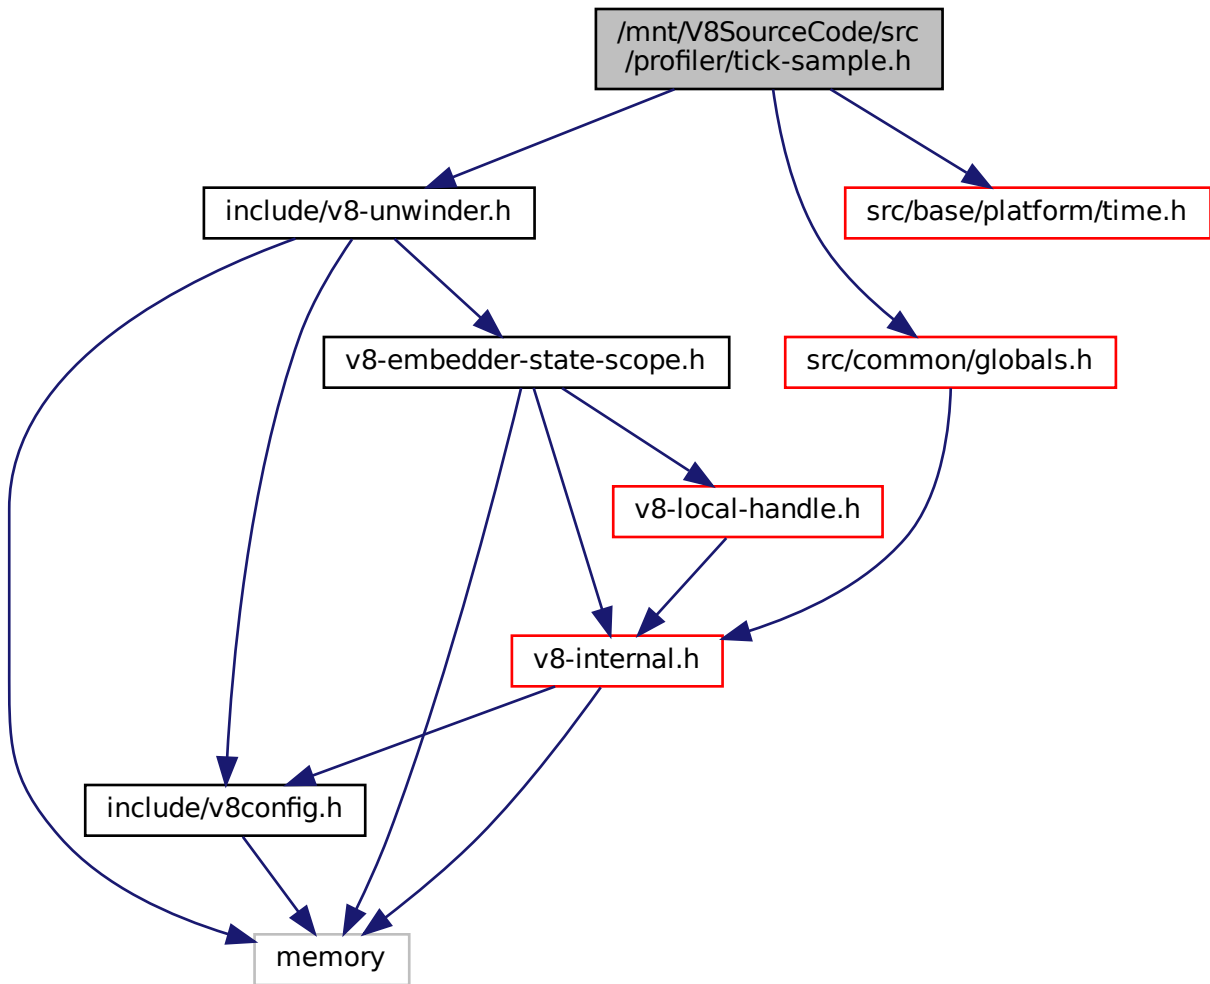 /mnt/V8SourceCode/src
/profiler/tick-sample.h
include/v8-unwinder.h
src/base/platform/time.h
v8-embedder-state-scope.h
src/common/globals.h
v8-local-handle.h
v8-internal.h
include/v8config.h
memory